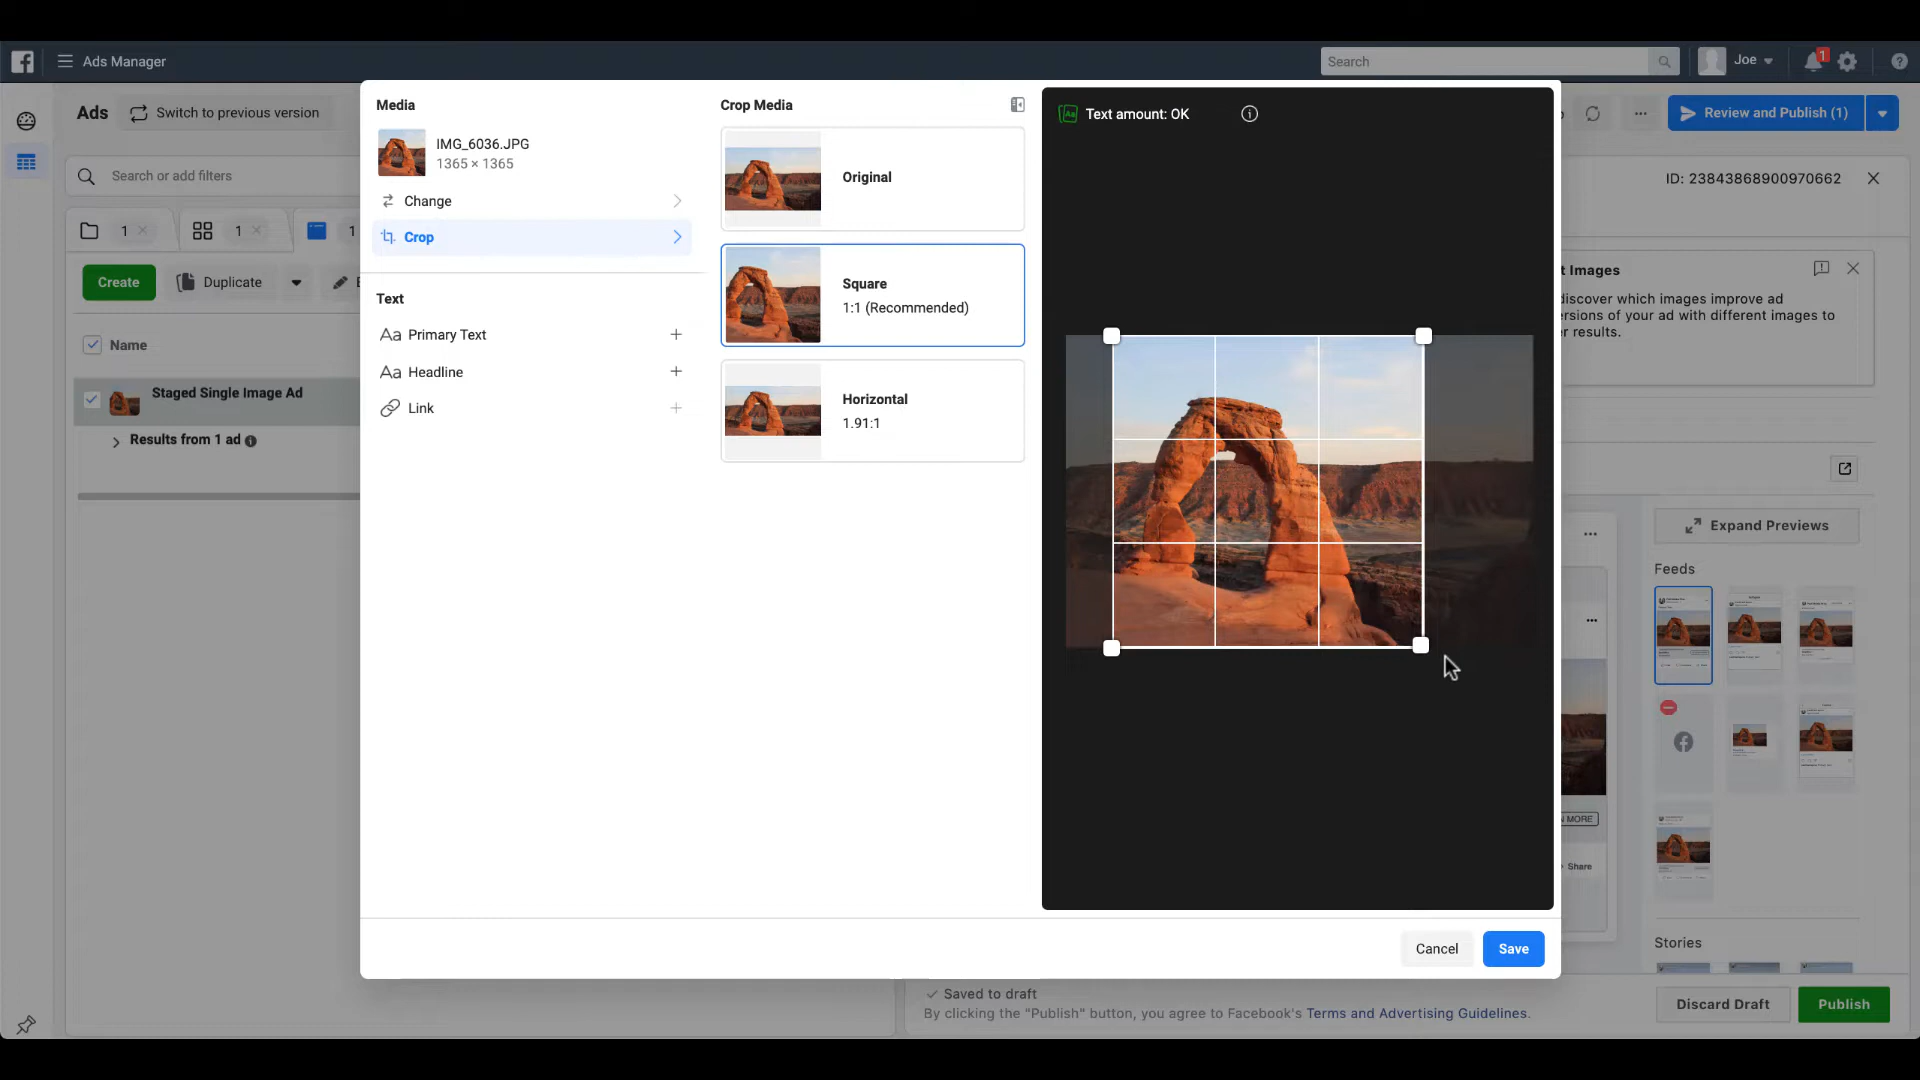 Ads Manager
Search
Joe
1
Ads
Switch to previous version
Review and Publish (1)
Search or add filters
1
1
1
Create
Duplicate
Name
Staged Single Image Ad
Results from 1 ad
Media
IMG_6036.JPG
1365 × 1365
Change
Crop
Text
Aa Primary Text
Aa Headline
Link
Crop Media
Original
Square
1:1 (Recommended)
Horizontal
1.91:1
Text amount: OK
Cancel
Save
ID: 23843868900970662
t Images
discover which images improve ad
ersions of your ad with different images to
er results.
Expand Previews
Feeds
N MORE
Share
Stories
Saved to draft
By clicking the "Publish" button, you agree to Facebook's Terms and Advertising Guidelines.
Discard Draft
Publish